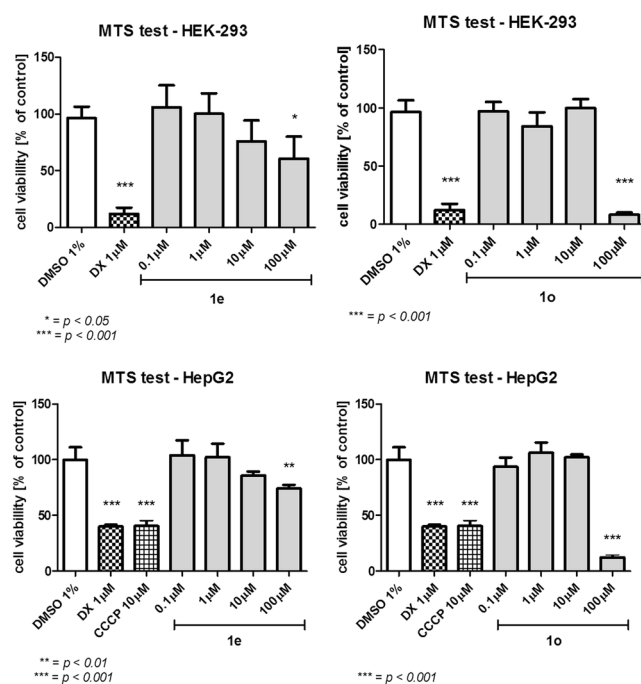 MTS test - HEK-293
cell viabillity [% of control]
150
100
50
0
***
*
DMSO 1%
DX 1µM
0.1µM
1µM
10µM
100µM
1e
* = p < 0.05
*** = p < 0.001
MTS test - HEK-293
cell viabillity [% of control]
150
100
50
0
***
***
DMSO 1%
DX 1µM
0.1µM
1µM
10µM
100µM
1o
*** = p < 0.001
MTS test - HepG2
cell viabillity [% of control]
150
100
50
0
***
***
**
DMSO 1%
DX 1µM
CCCP 10µM
0.1µM
1µM
10µM
100µM
1e
** = p < 0.01
*** = p < 0.001
MTS test - HepG2
cell viabillity [% of control]
150
100
50
0
***
***
***
DMSO 1%
DX 1µM
CCCP 10µM
0.1µM
1µM
10µM
100µM
1o
*** = p < 0.001